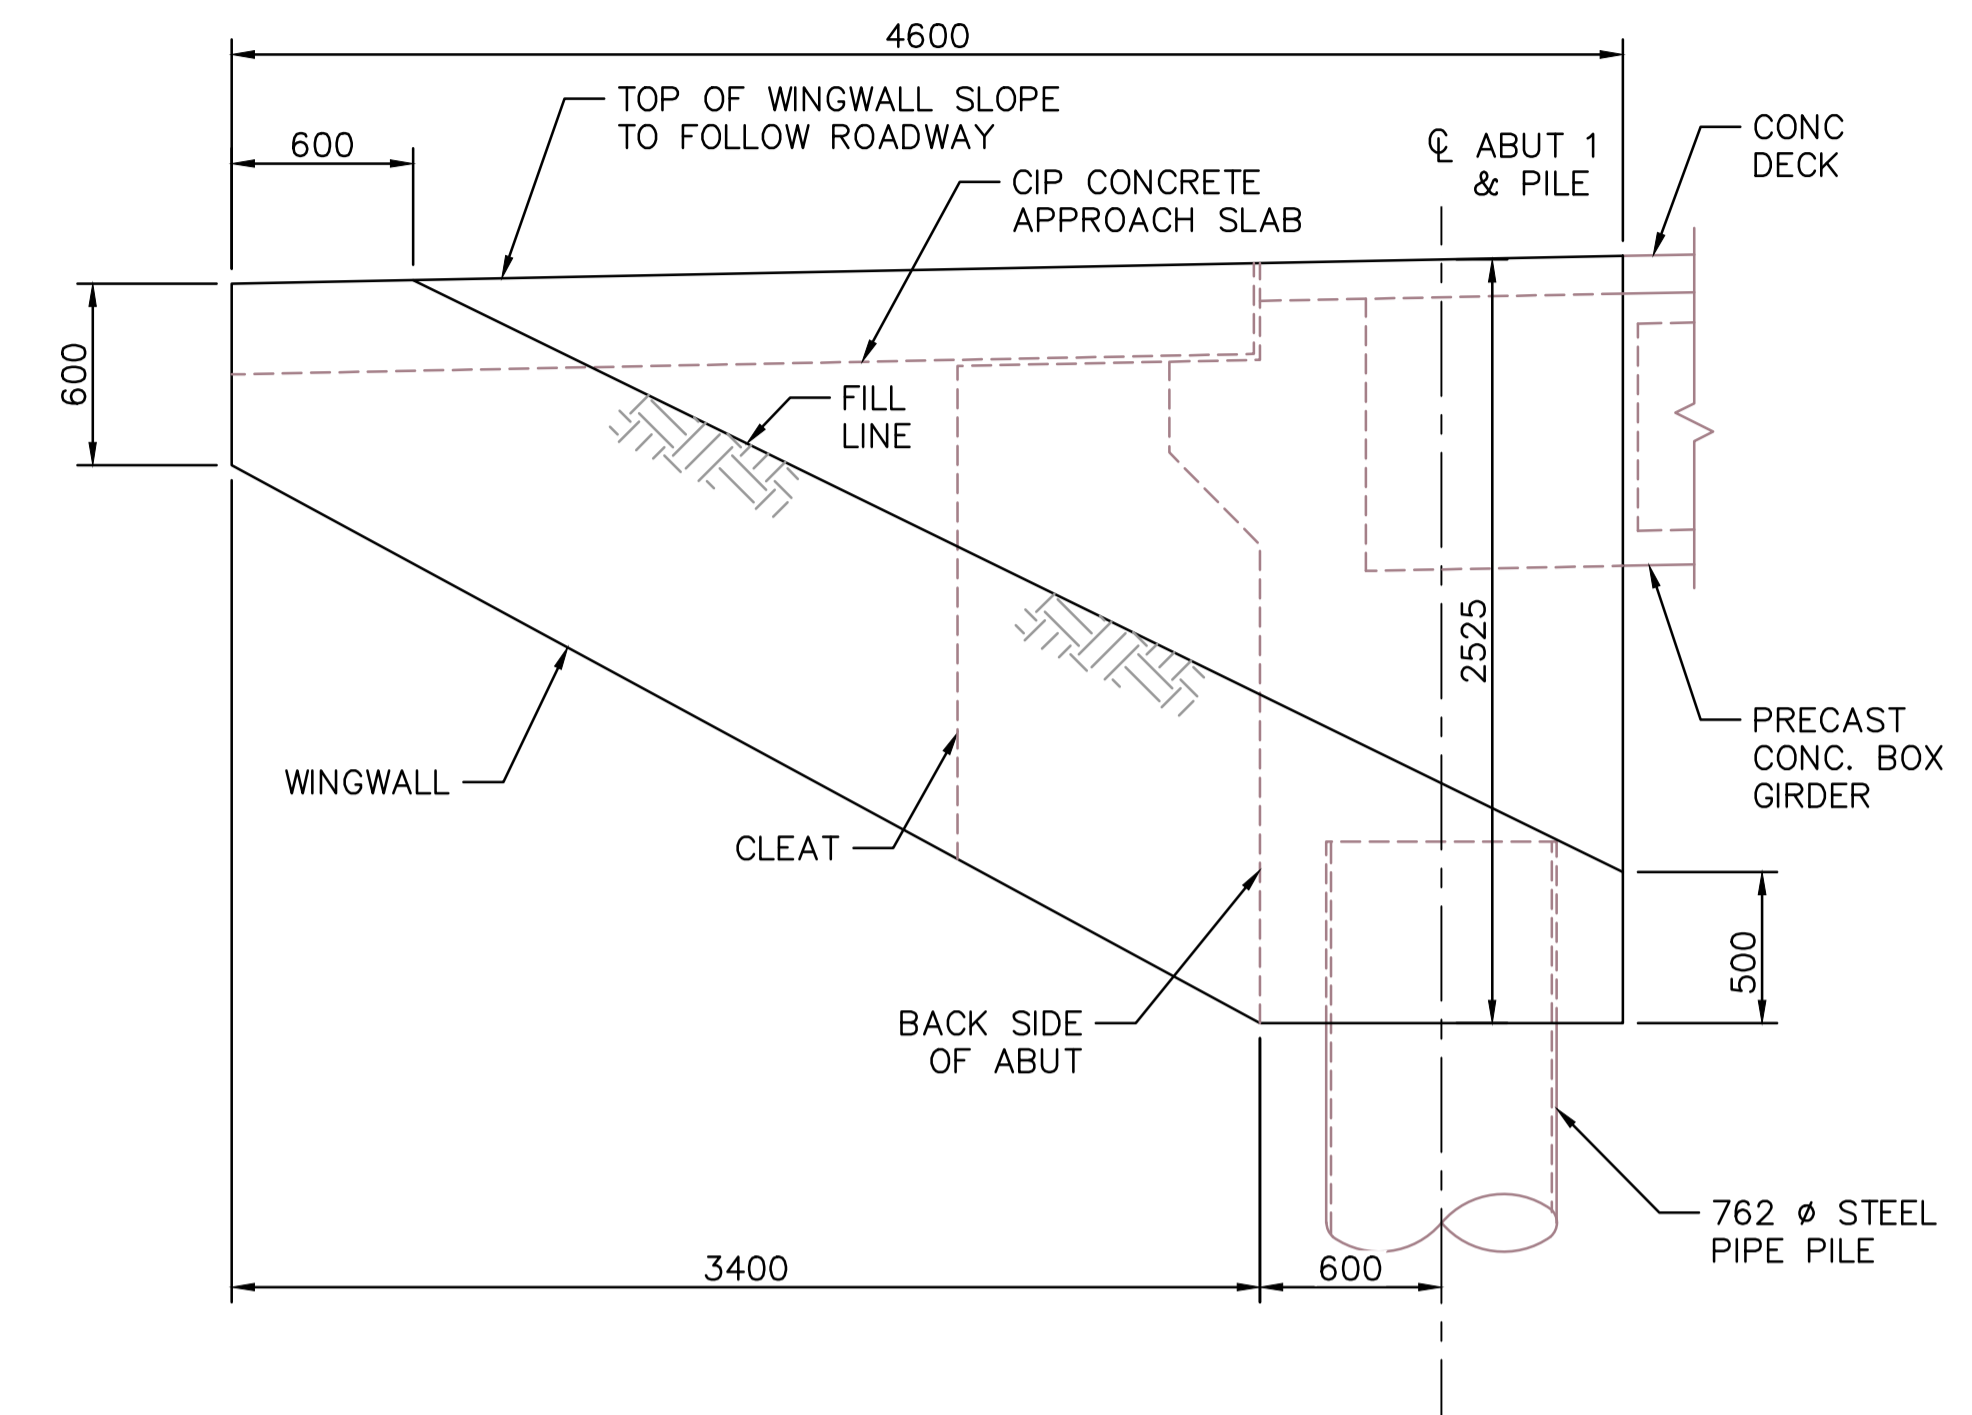 4600
TOP OF WINGWALL SLOPE
TO FOLLOW ROADWAY
600
℄ ABUT 1
& PILE
CONC
DECK
CIP CONCRETE
APPROACH SLAB
600
FILL
LINE
2525
WINGWALL
CLEAT
PRECAST
CONC. BOX
GIRDER
500
BACK SIDE
OF ABUT
762 ø STEEL
PIPE PILE
3400
600